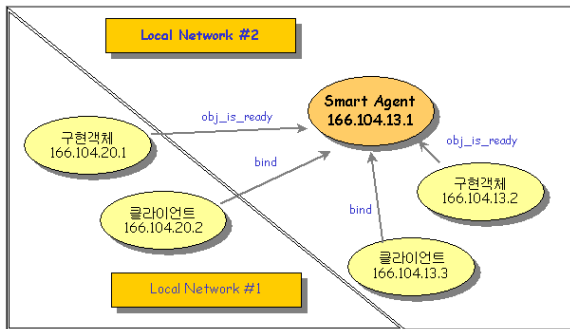 Local Network #2
Smart Agent
166.104.13.1
obj_is_ready
구현객체
166.104.20.1
obj_is_ready
bind
구현객체
166.104.13.2
클라이언트
166.104.20.2
bind
클라이언트
166.104.13.3
Local Network #1